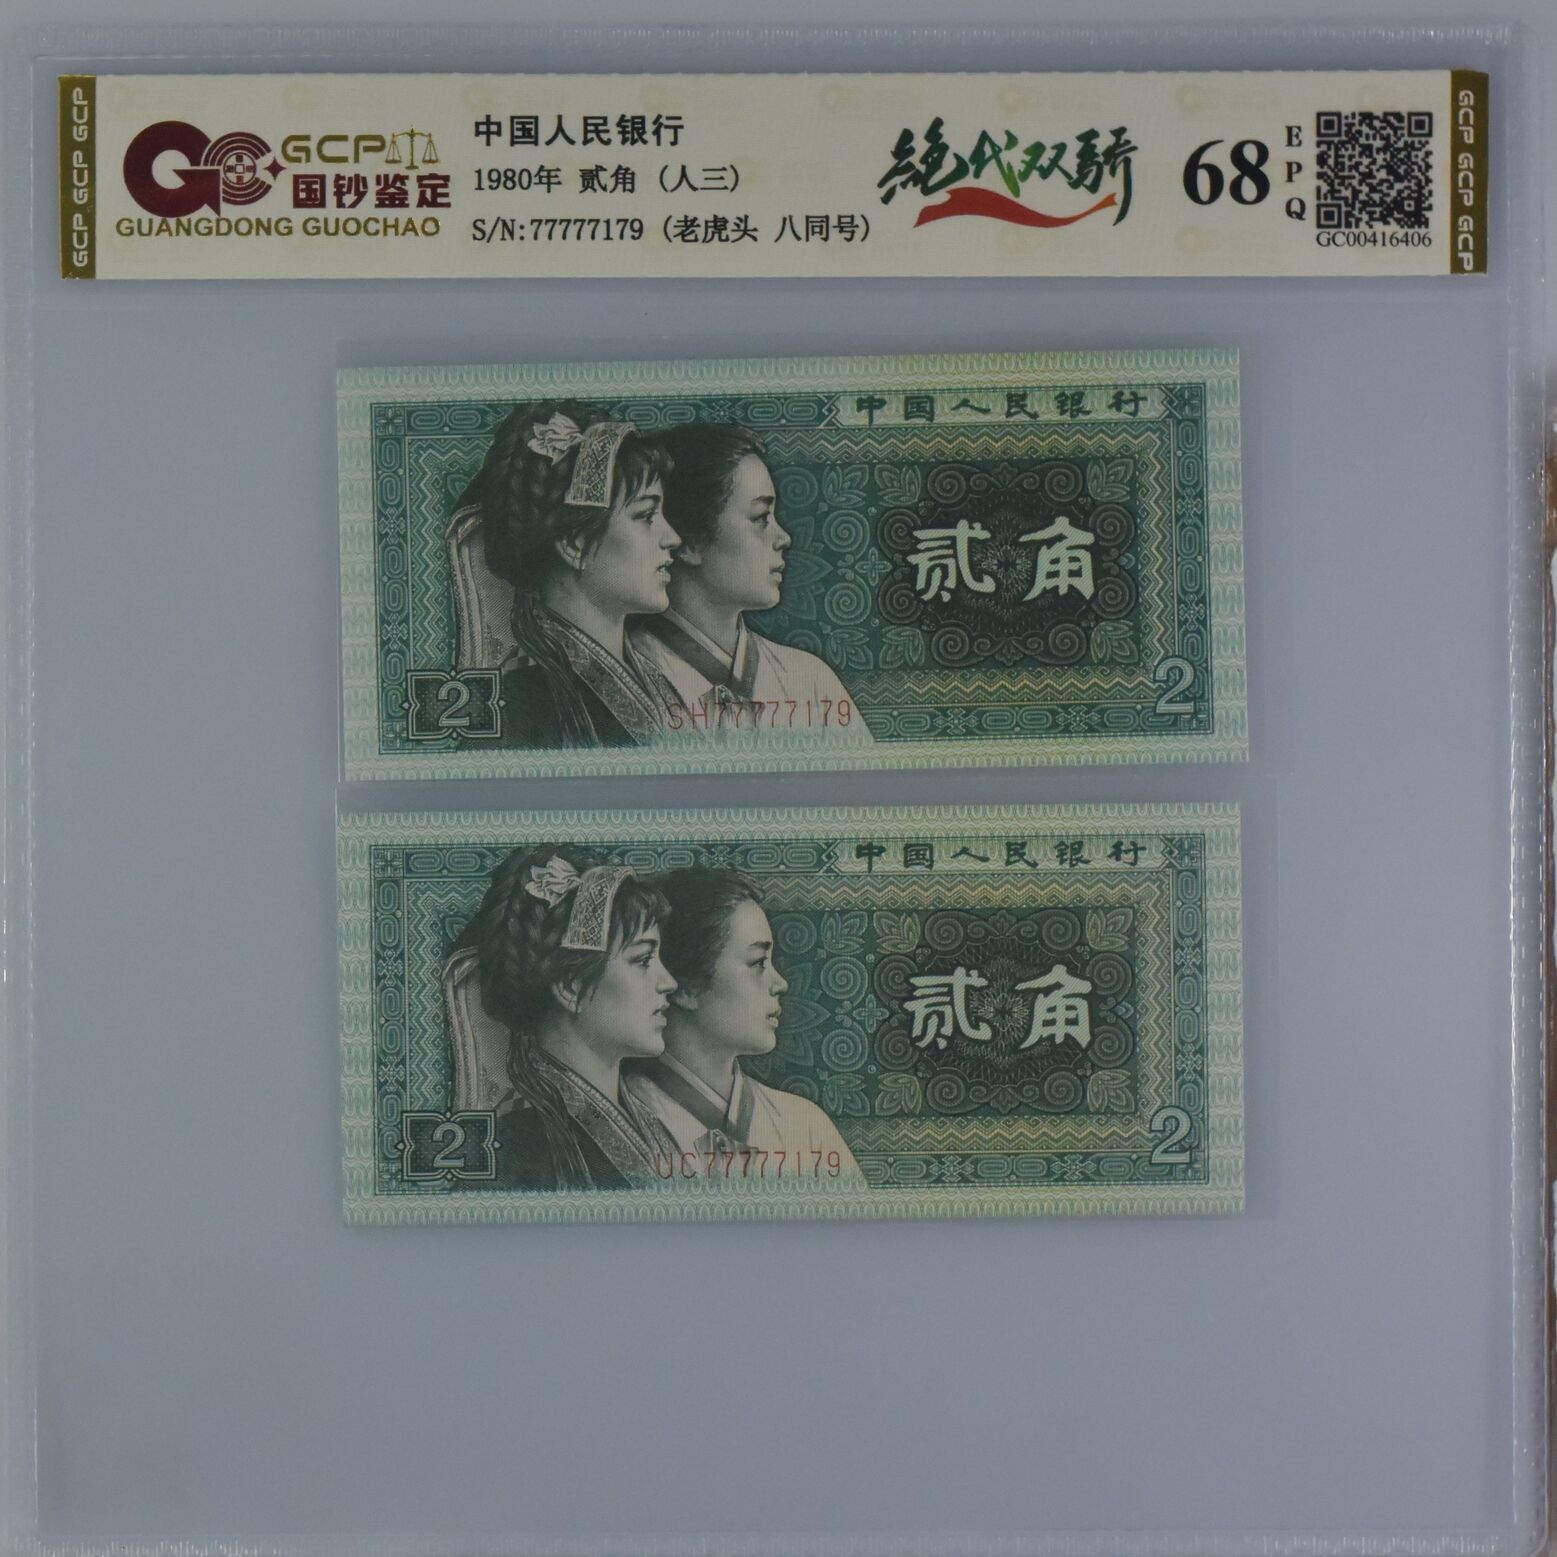 GCP GCP GCP
GCP
国钞鉴定
GUANGDONG GUOCHAO
中国人民银行
1980年 贰角 (人三)
S/N:77777179 (老虎头 八同号)
絶代双驕
68
EPQ
GC00416406
GCP GCP GCP
中国人民银行
贰角
2
SH77777179
2
中国人民银行
贰角
2
UC77777179
2